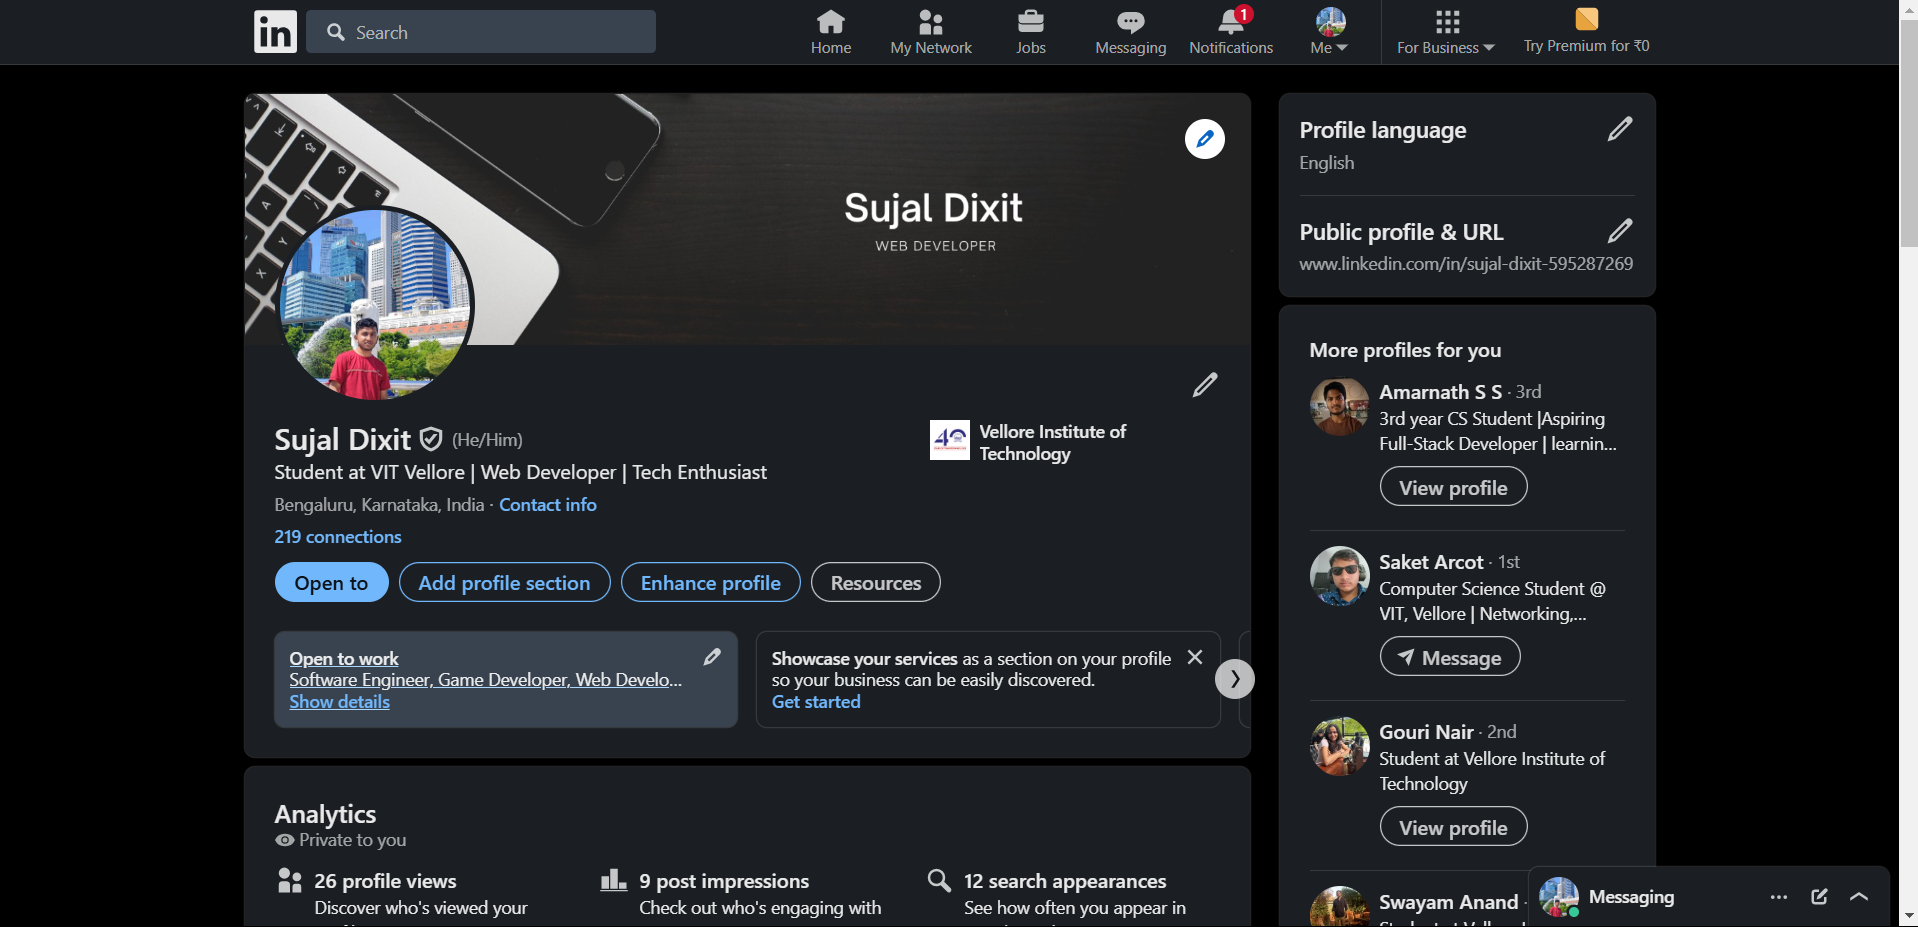 in
Search
Home
My Network
Jobs
Messaging
1
Notifications
Me
For Business
Try Premium for ₹0
Sujal Dixit
WEB DEVELOPER
Sujal Dixit (He/Him)
Student at VIT Vellore | Web Developer | Tech Enthusiast
Bengaluru, Karnataka, India · Contact info
219 connections
Vellore Institute of
Technology
Open to
Add profile section
Enhance profile
Resources
Open to work
Software Engineer, Game Developer, Web Develo...
Show details
Showcase your services as a section on your profile
so your business can be easily discovered.
Get started
Analytics
Private to you
26 profile views
Discover who's viewed your
9 post impressions
Check out who's engaging with
12 search appearances
See how often you appear in
Profile language
English
Public profile & URL
www.linkedin.com/in/sujal-dixit-595287269
More profiles for you
Amarnath S S · 3rd
3rd year CS Student |Aspiring
Full-Stack Developer | learnin...
View profile
Saket Arcot · 1st
Computer Science Student @
VIT, Vellore | Networking,...
Message
Gouri Nair · 2nd
Student at Vellore Institute of
Technology
View profile
Swayam Anand ·
Messaging